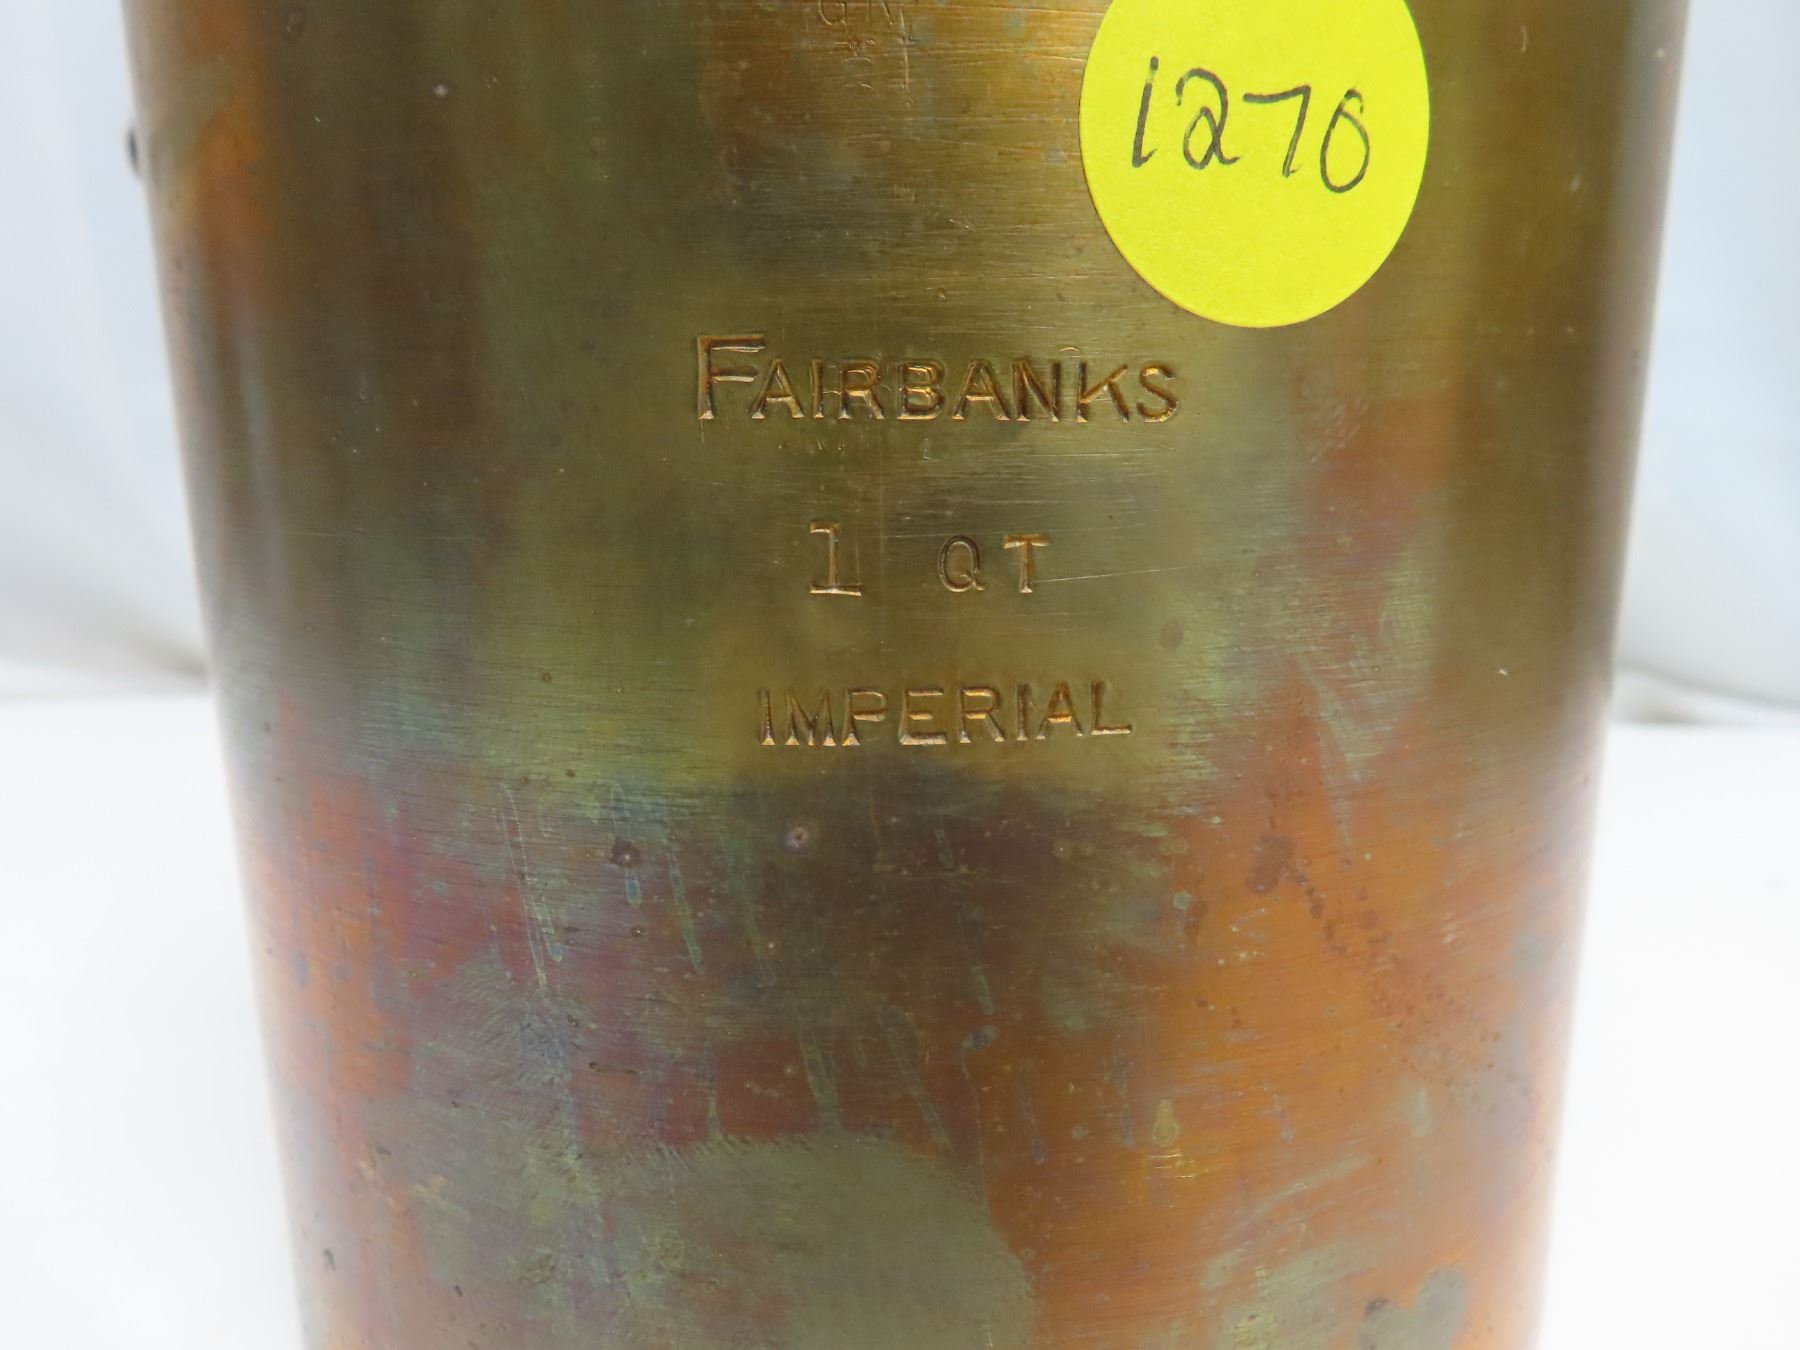 1270
FAIRBANKS
1 QT
IMPERIAL